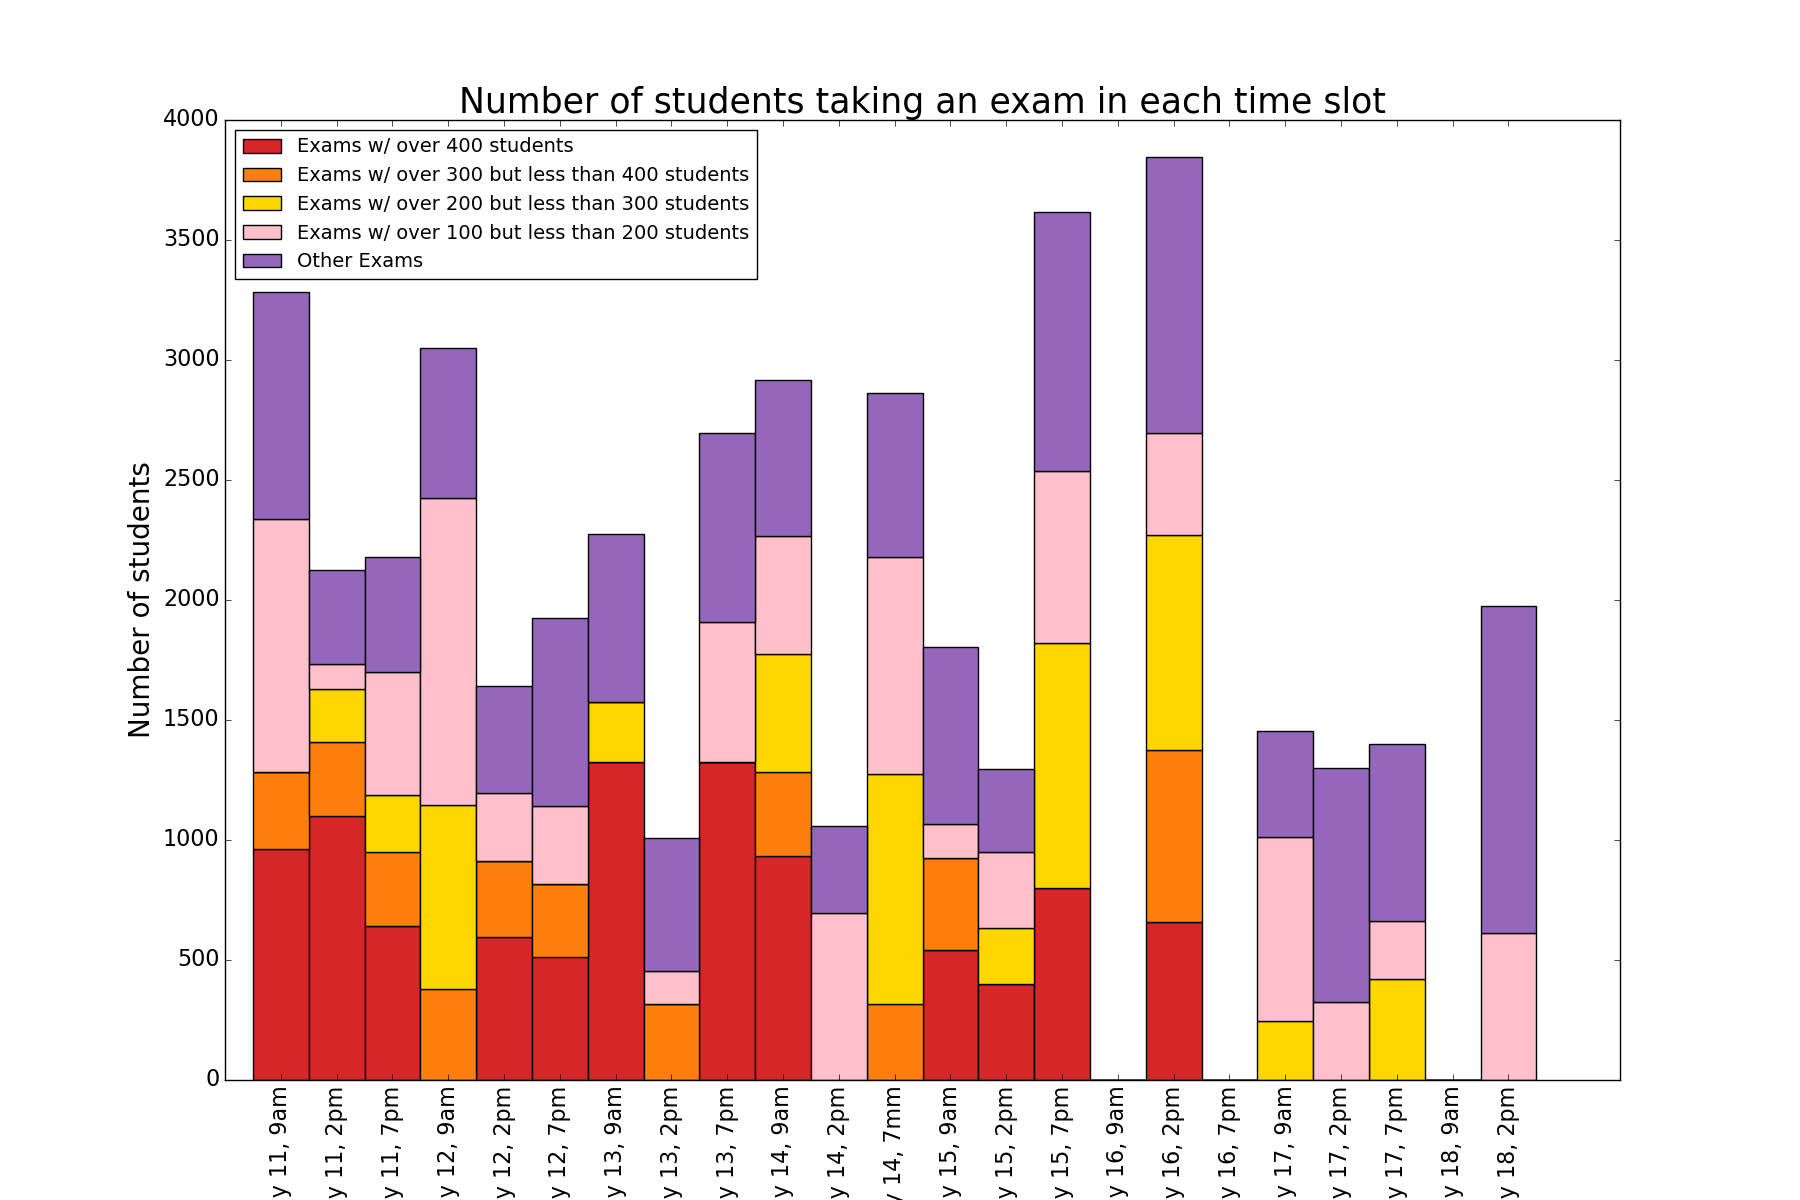 Number of students taking an exam in each time slot
4000
3500
3000
2500
2000
1500
1000
500
0
Number of students
Exams w/ over 400 students
Exams w/ over 300 but less than 400 students
Exams w/ over 200 but less than 300 students
Exams w/ over 100 but less than 200 students
Other Exams
y 11, 9am
y 11, 2pm
y 11, 7pm
y 12, 9am
y 12, 2pm
y 12, 7pm
y 13, 9am
y 13, 2pm
y 13, 7pm
y 14, 9am
y 14, 2pm
y 14, 7mm
y 15, 9am
y 15, 2pm
y 15, 7pm
y 16, 9am
y 16, 2pm
y 16, 7pm
y 17, 9am
y 17, 2pm
y 17, 7pm
y 18, 9am
y 18, 2pm